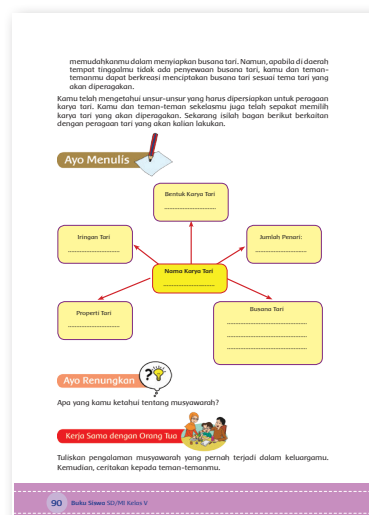 memudahkanmu dalam menyiapkan busana tari. Namun, apabila di daerah
tempat tinggalmu tidak ada penyewaan busana tari, kamu dan teman-
temanmu dapat berkreasi menciptakan busana tari sesuai tema tari yang
akan diperagakan.
Kamu telah mengetahui unsur-unsur yang harus dipersiapkan untuk peragaan
karya tari. Kamu dan teman-teman sekelasmu juga telah sepakat memilih
karya tari yang akan diperagakan. Sekarang isilah bagan berikut berkaitan
dengan peragaan tari yang akan kalian lakukan.
Ayo Menulis
Bentuk Karya Tari
Iringan Tari
Jumlah Penari:
Nama Karya Tari
Properti Tari
Busana Tari
Ayo Renungkan
Apa yang kamu ketahui tentang musyawarah?
Kerja Sama dengan Orang Tua
Tuliskan pengalaman musyawarah yang pernah terjadi dalam keluargamu.
Kemudian, ceritakan kepada teman-temanmu.
90 Buku Siswa SD/MI Kelas V